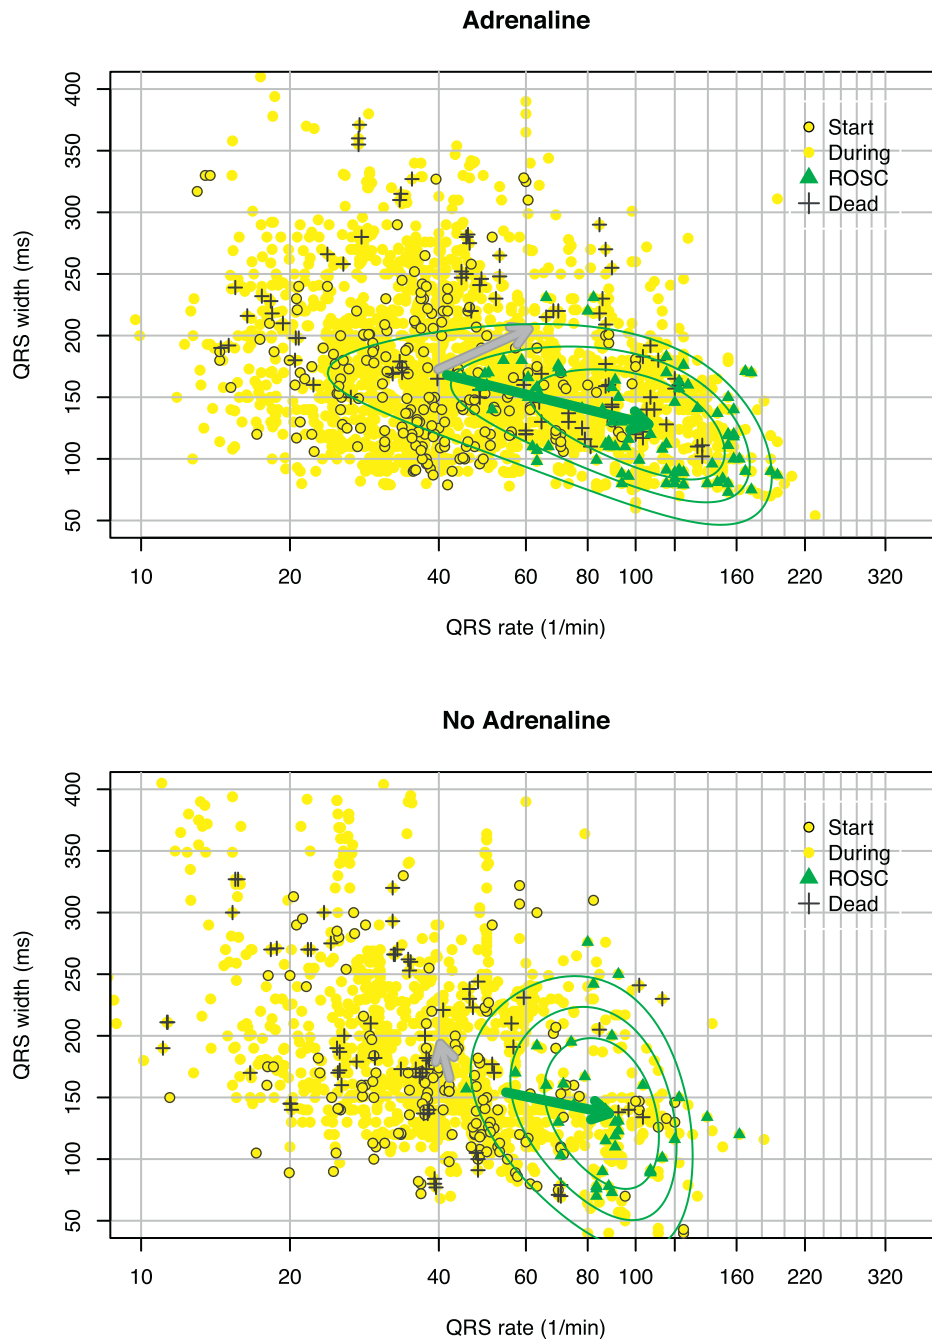 Adrenaline
400
350
300
250
200
150
100
50
QRS width (ms)
Start
During
ROSC
Dead
10 20 40 60 80 100 160 220 320
QRS rate (1/min)
No Adrenaline
400
350
300
250
200
150
100
50
QRS width (ms)
Start
During
ROSC
Dead
10 20 40 60 80 100 160 220 320
QRS rate (1/min)